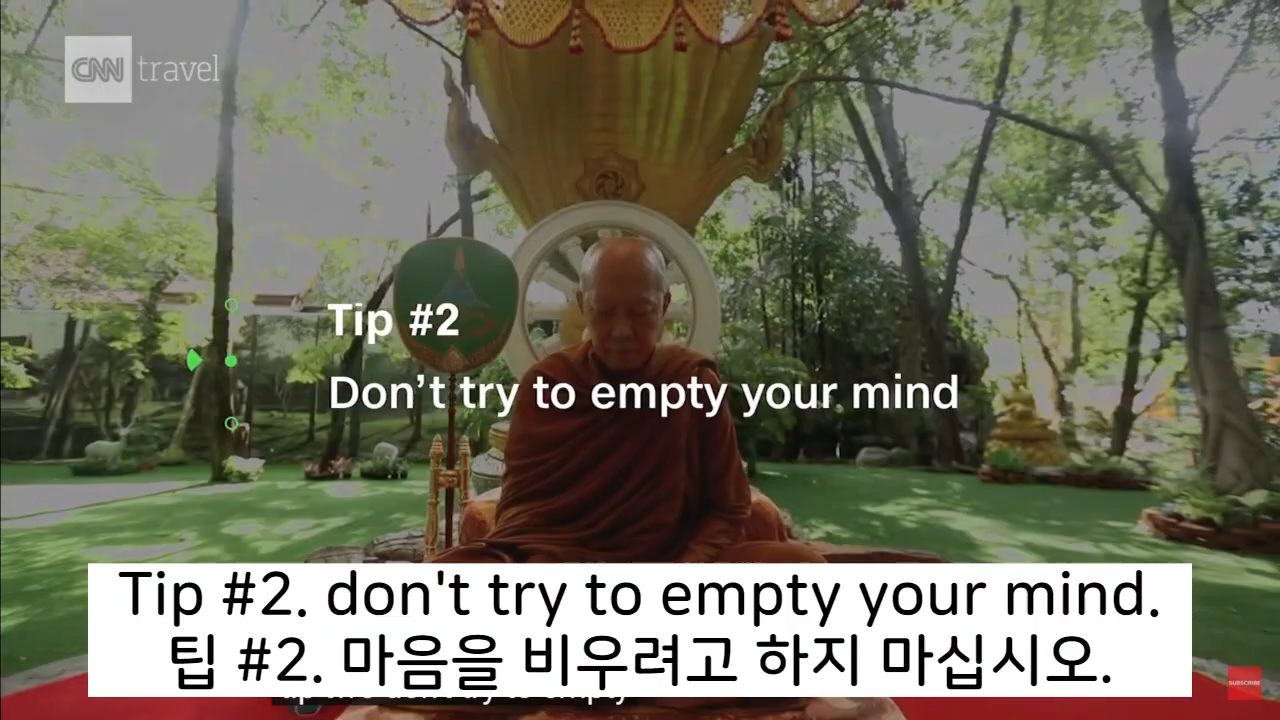 CNN travel
Tip #2
Don't try to empty your mind
Tip #2. don't try to empty your mind.
팁 #2. 마음을 비우려고 하지 마십시오.
SUBSCRIBE